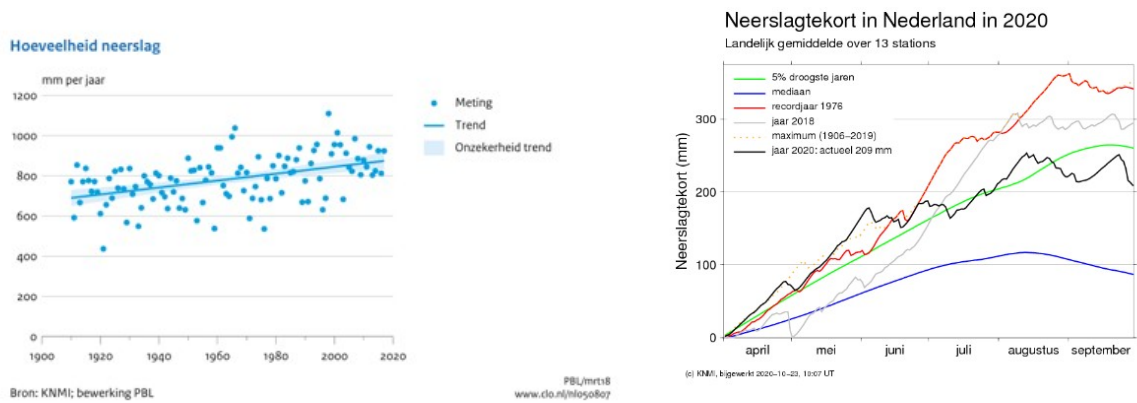 Hoeveelheid neerslag
mm per jaar
1200
1000
800
600
400
200
0
1900
1920
1940
1960
1980
2000
2020
Meting
Trend
Onzekerheid trend
Bron: KNMI; bewerking PBL
PBL/mrt18
www.clo.nl/nl050807
Neerslagtekort in Nederland in 2020
Landelijk gemiddelde over 13 stations
5% droogste jaren
mediaan
recordjaar 1976
jaar 2018
maximum (1906-2019)
jaar 2020: actueel 209 mm
Neerslagtekort (mm)
300
200
100
0
april
mei
juni
juli
augustus
september
(c) KNMI, bijgewerkt 2020-10-23, 10:07 UT